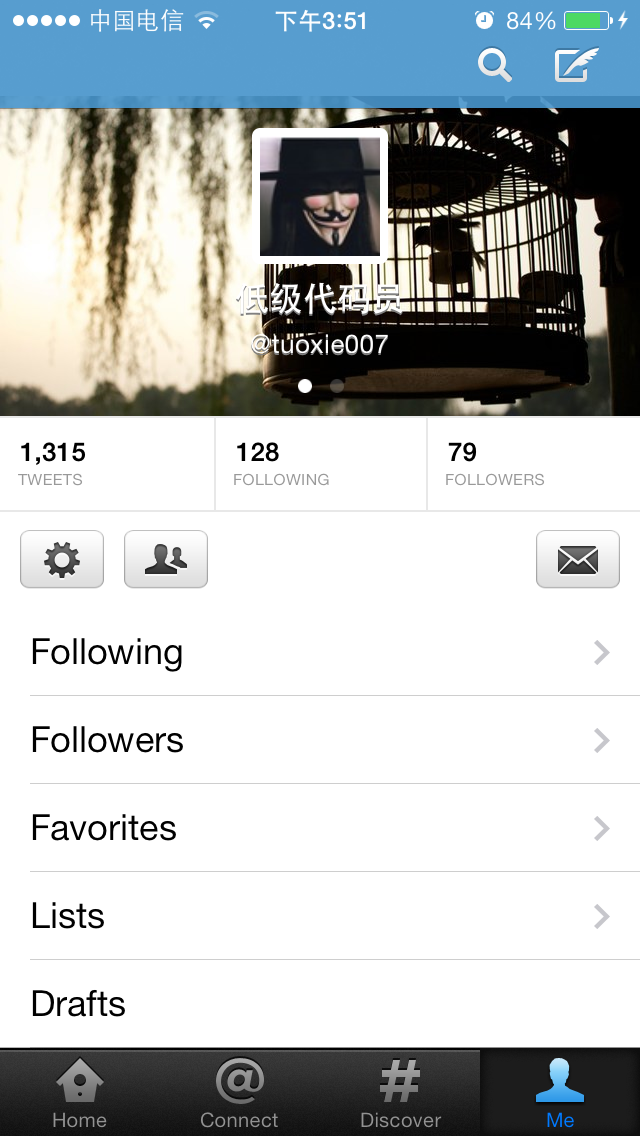 中国电信 下午3:51 84%
低级代码员
@tuoxie007
1,315 128 79
TWEETS FOLLOWING FOLLOWERS
Following
Followers
Favorites
Lists
Drafts
Home Connect Discover Me